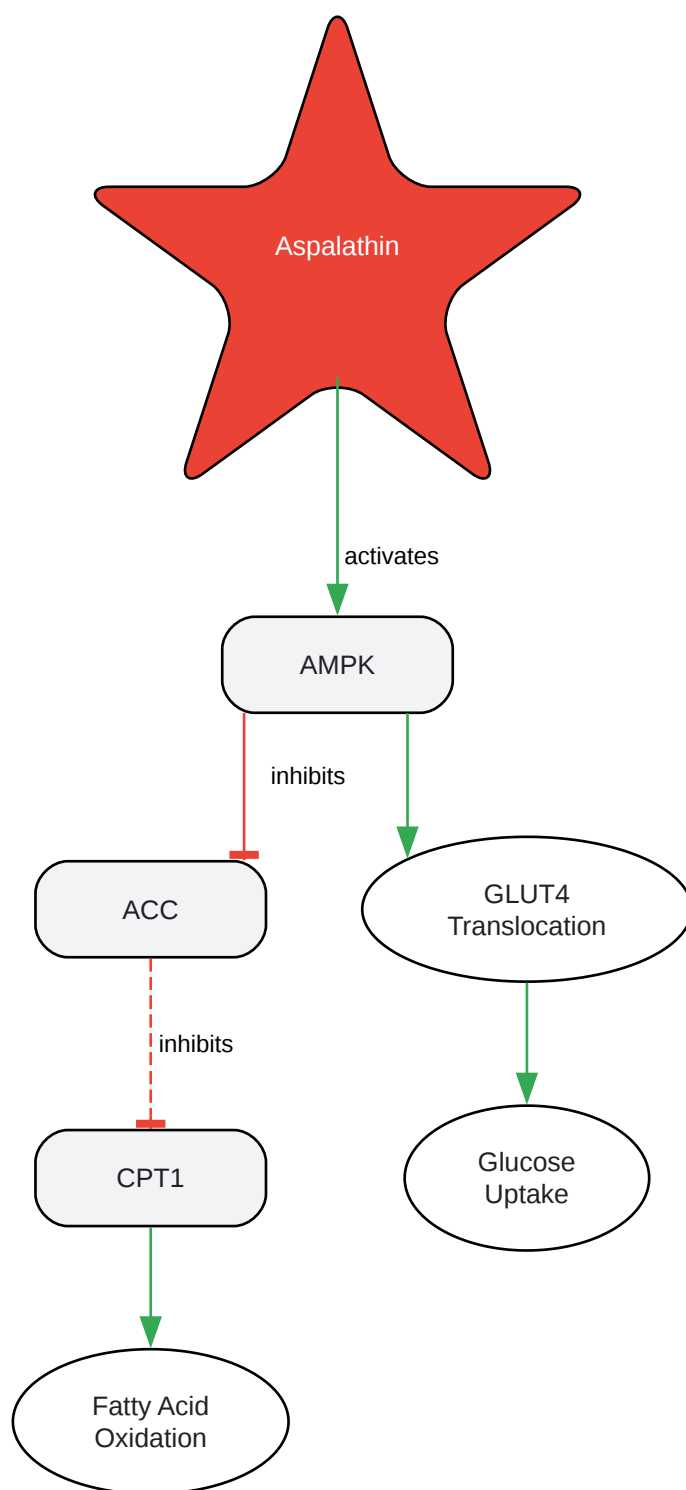 Aspalathin
activates
AMPK
inhibits
ACC
GLUT4
Translocation
inhibits
CPT1
Glucose
Uptake
Fatty Acid
Oxidation